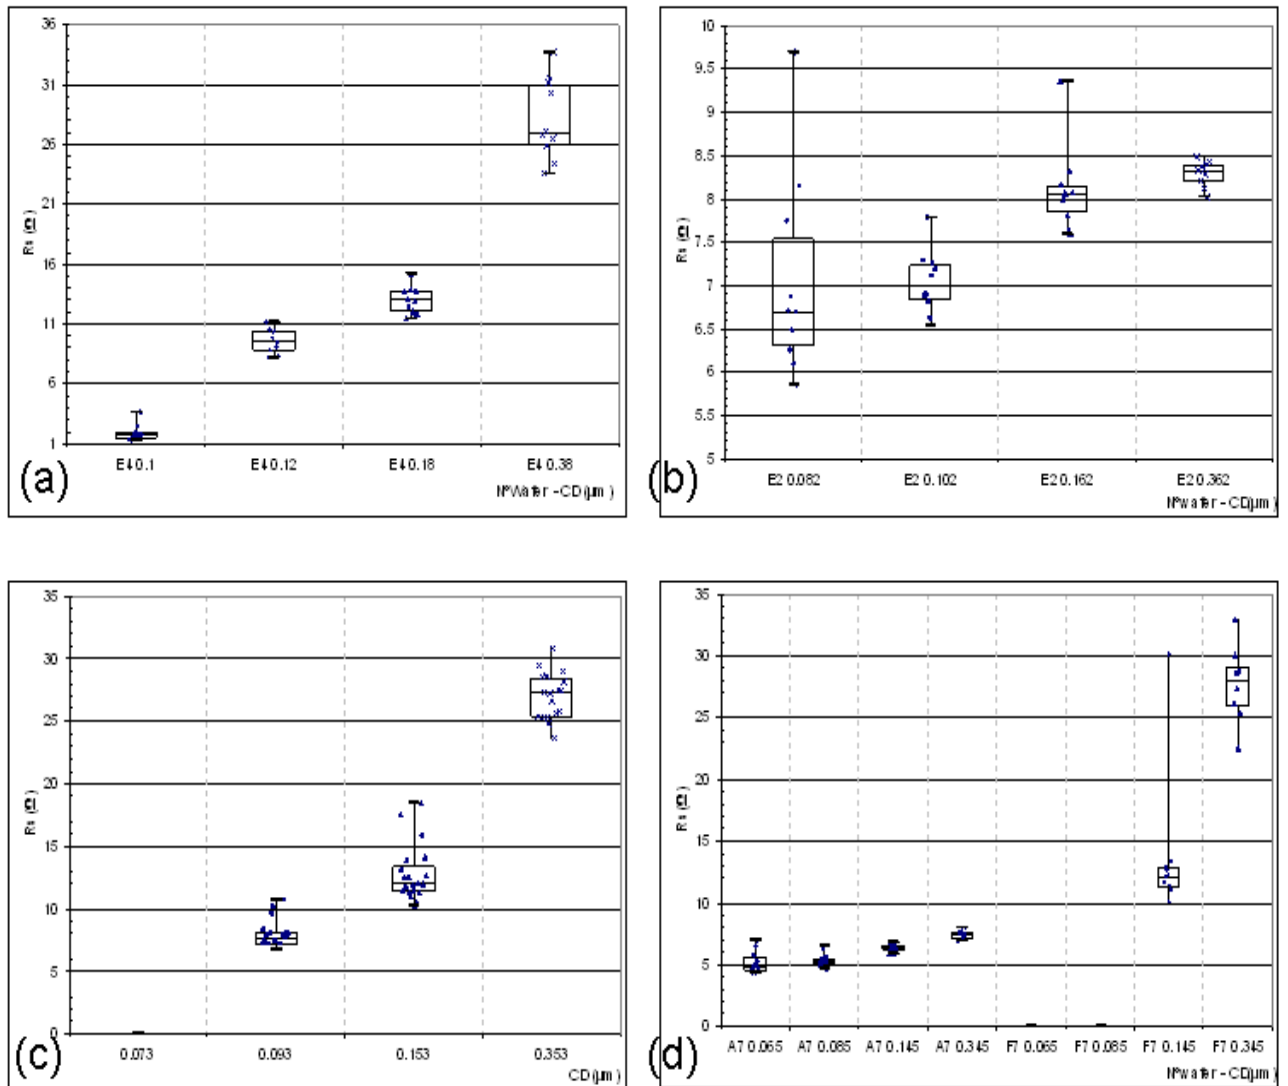 36
31
26
21
16
11
6
1
Rs (Ω)
E4 0.1 E4 0.12 E4 0.18 E4 0.38
N°Wafer - CD(µm)
(a)
10
9.5
9
8.5
8
7.5
7
6.5
6
5.5
5
Rs (Ω)
E2 0.082 E2 0.102 E2 0.162 E2 0.362
N°wafer - CD(µm)
(b)
35
30
25
20
15
10
5
0
Rs (Ω)
0.073 0.093 0.153 0.353
CD(µm)
(c)
35
30
25
20
15
10
5
0
Rs (Ω)
A7 0.065 A7 0.085 A7 0.145 A7 0.345 F7 0.065 F7 0.085 F7 0.145 F7 0.345
N°wafer - CD(µm)
(d)